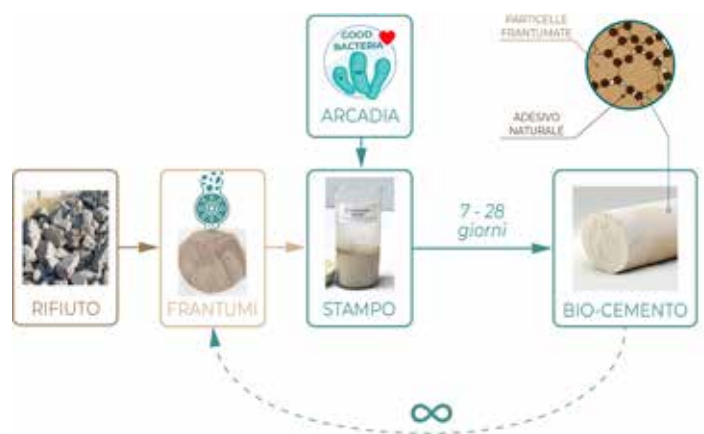 GOOD
BACTERIA
ARCADIA
PARTICELLE
FRANTUMATE
ADESIVO
NATURALE
RIFIUTO
FRANTUMI
STAMPO
7 - 28
giorni
BIO-CEMENTO
∞